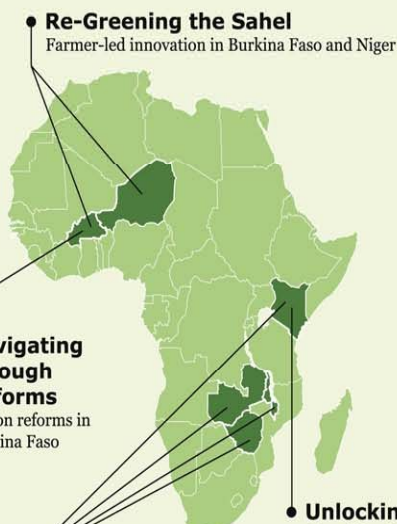 Re-Greening the Sahel
Farmer-led innovation in Burkina Faso and Niger
vigating
ough
forms
on reforms in
ina Faso
Unlockin